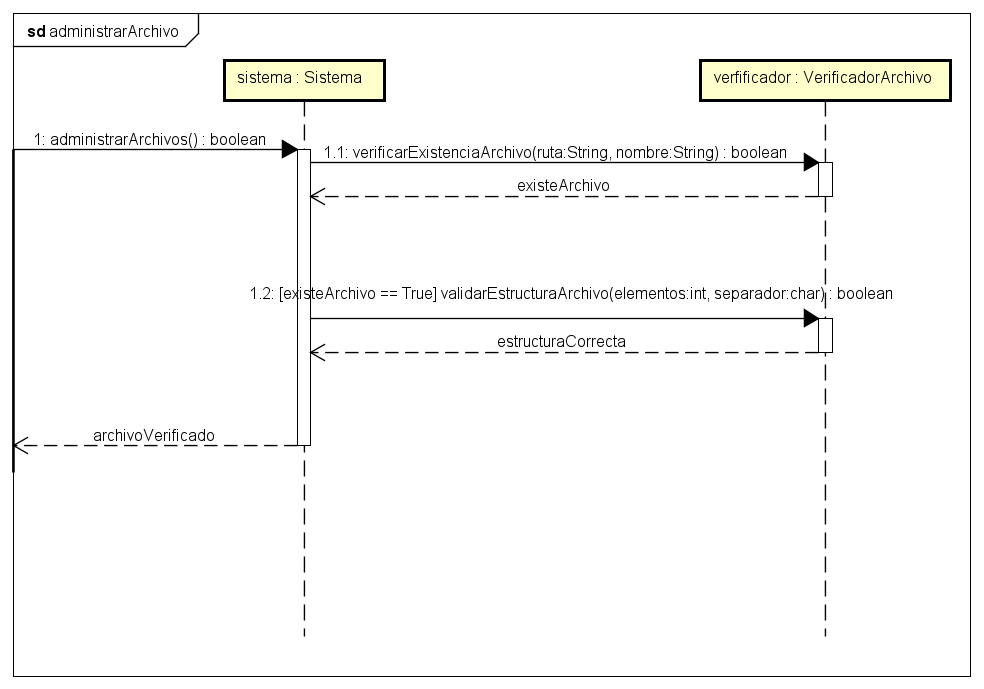 sd administrarArchivo
sistema : Sistema
verfificador : VerificadorArchivo
1: administrarArchivos() : boolean
1.1: verificarExistenciaArchivo(ruta:String, nombre:String) : boolean
existeArchivo
1.2: [existeArchivo == True] validarEstructuraArchivo(elementos:int, separador:char) : boolean
estructuraCorrecta
archivoVerificado